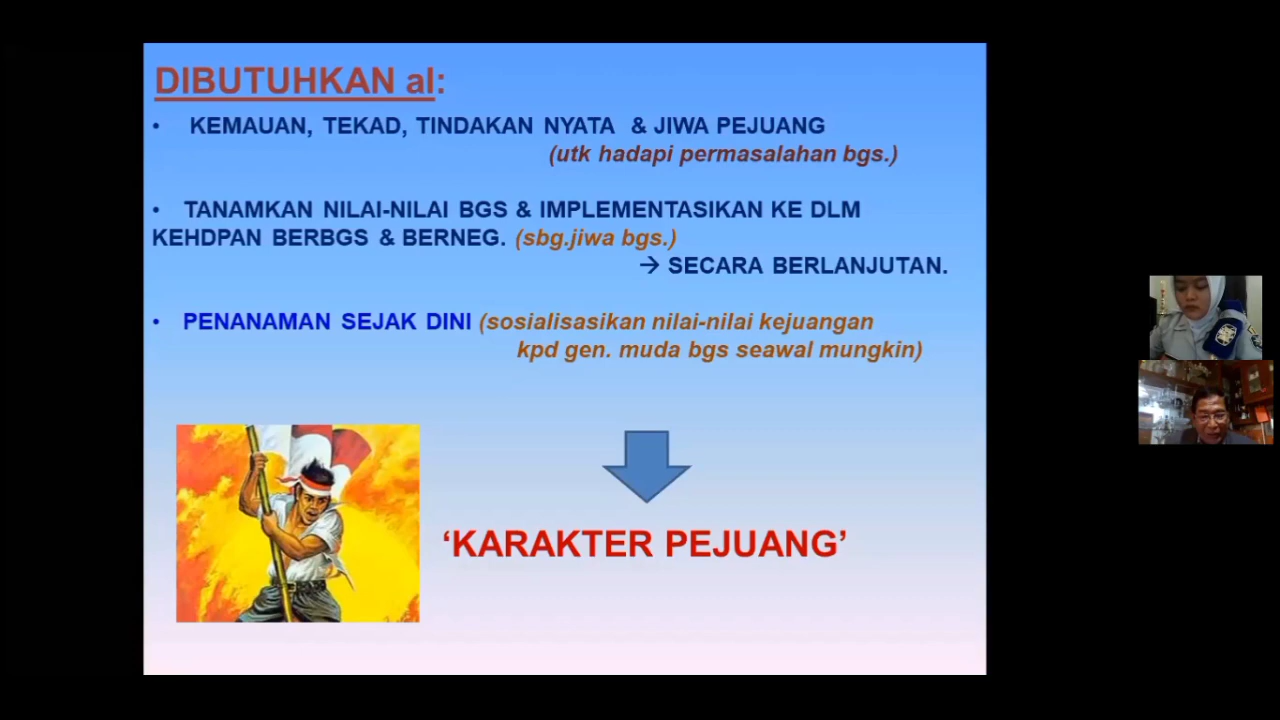 DIBUTUHKAN al:
• KEMAUAN, TEKAD, TINDAKAN NYATA & JIWA PEJUANG
(utk hadapi permasalahan bgs.)
• TANAMKAN NILAI-NILAI BGS & IMPLEMENTASIKAN KE DLM
KEHDPAN BERBGS & BERNEG. (sbg.jiwa bgs.)
→ SECARA BERLANJUTAN.
• PENANAMAN SEJAK DINI (sosialisasikan nilai-nilai kejuangan
kpd gen. muda bgs seawal mungkin)
‘KARAKTER PEJUANG’